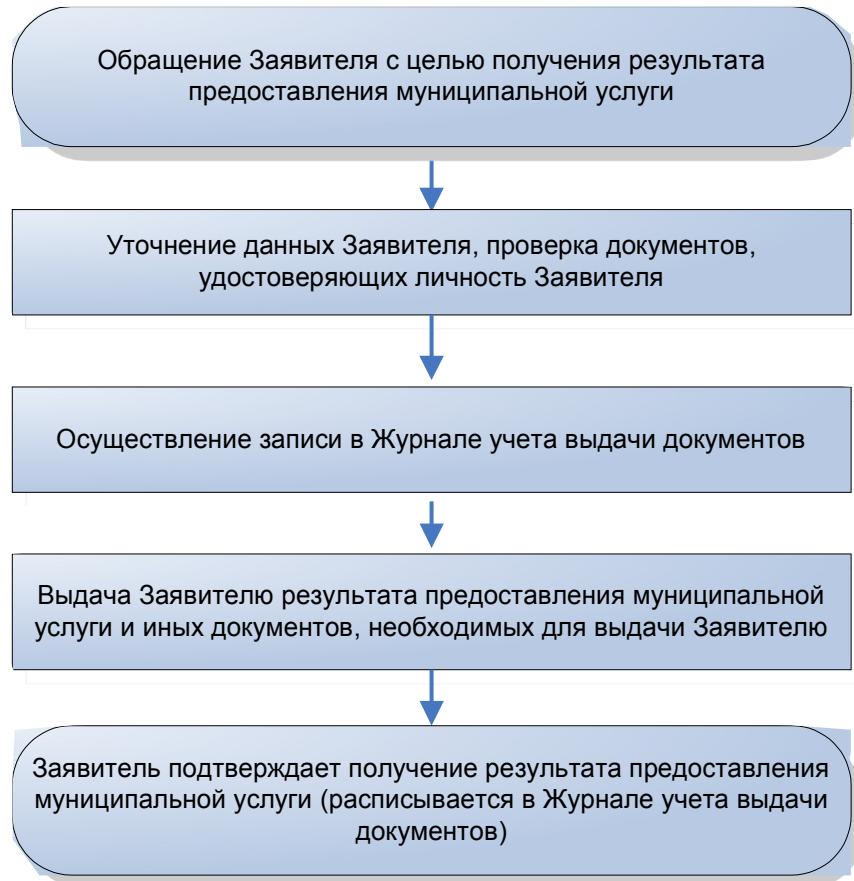 Обращение Заявителя с целью получения результата
предоставления муниципальной услуги
Уточнение данных Заявителя, проверка документов,
удостоверяющих личность Заявителя
Осуществление записи в Журнале учета выдачи документов
Выдача Заявителю результата предоставления муниципальной
услуги и иных документов, необходимых для выдачи Заявителю
Заявитель подтверждает получение результата предоставления
муниципальной услуги (расписывается в Журнале учета выдачи
документов)